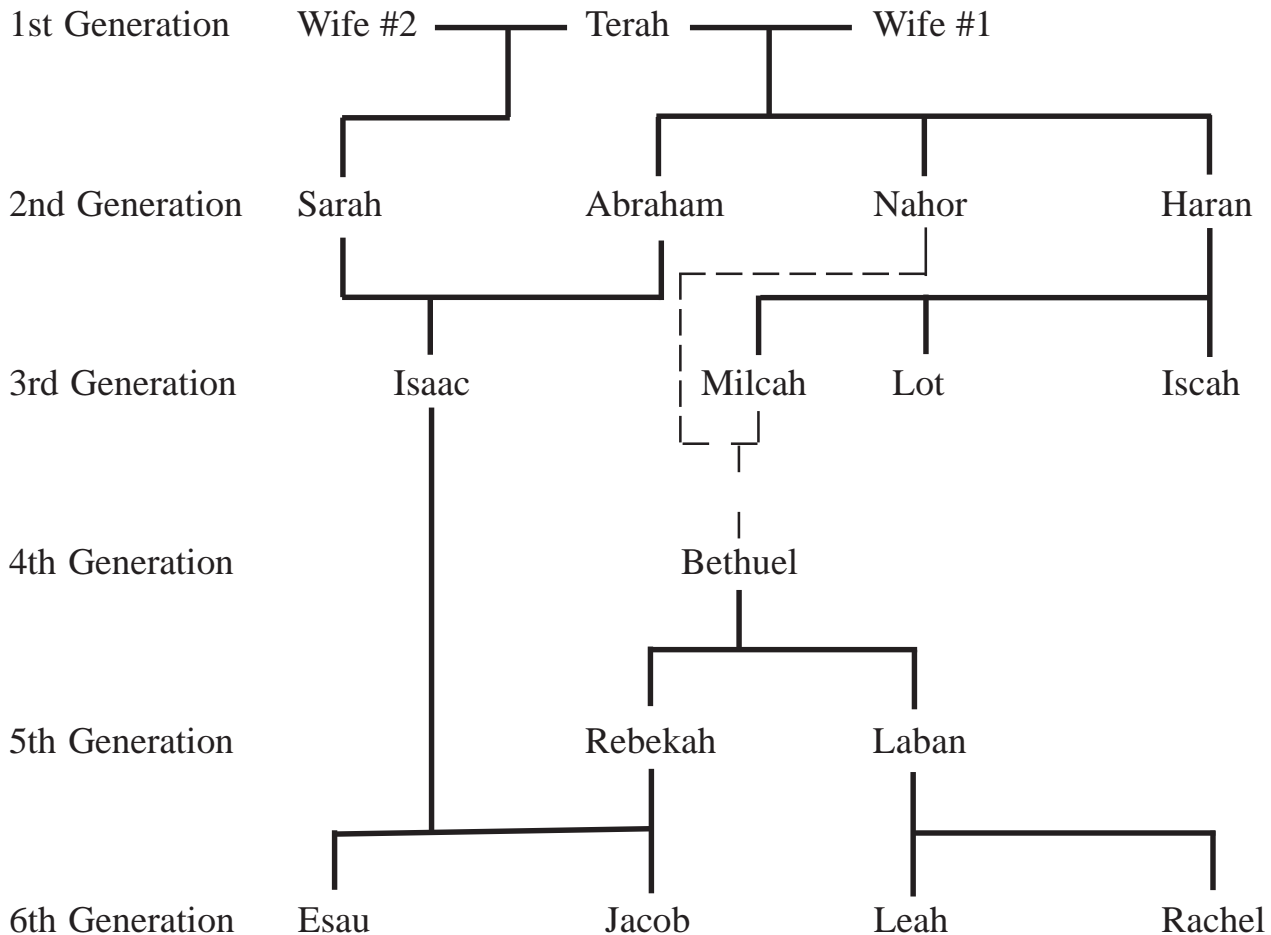 1st Generation Wife #2 Terah Wife #1
2nd Generation Sarah Abraham Nahor Haran
3rd Generation Isaac Milcah Lot Iscah
4th Generation Bethuel
5th Generation Rebekah Laban
6th Generation Esau Jacob Leah Rachel